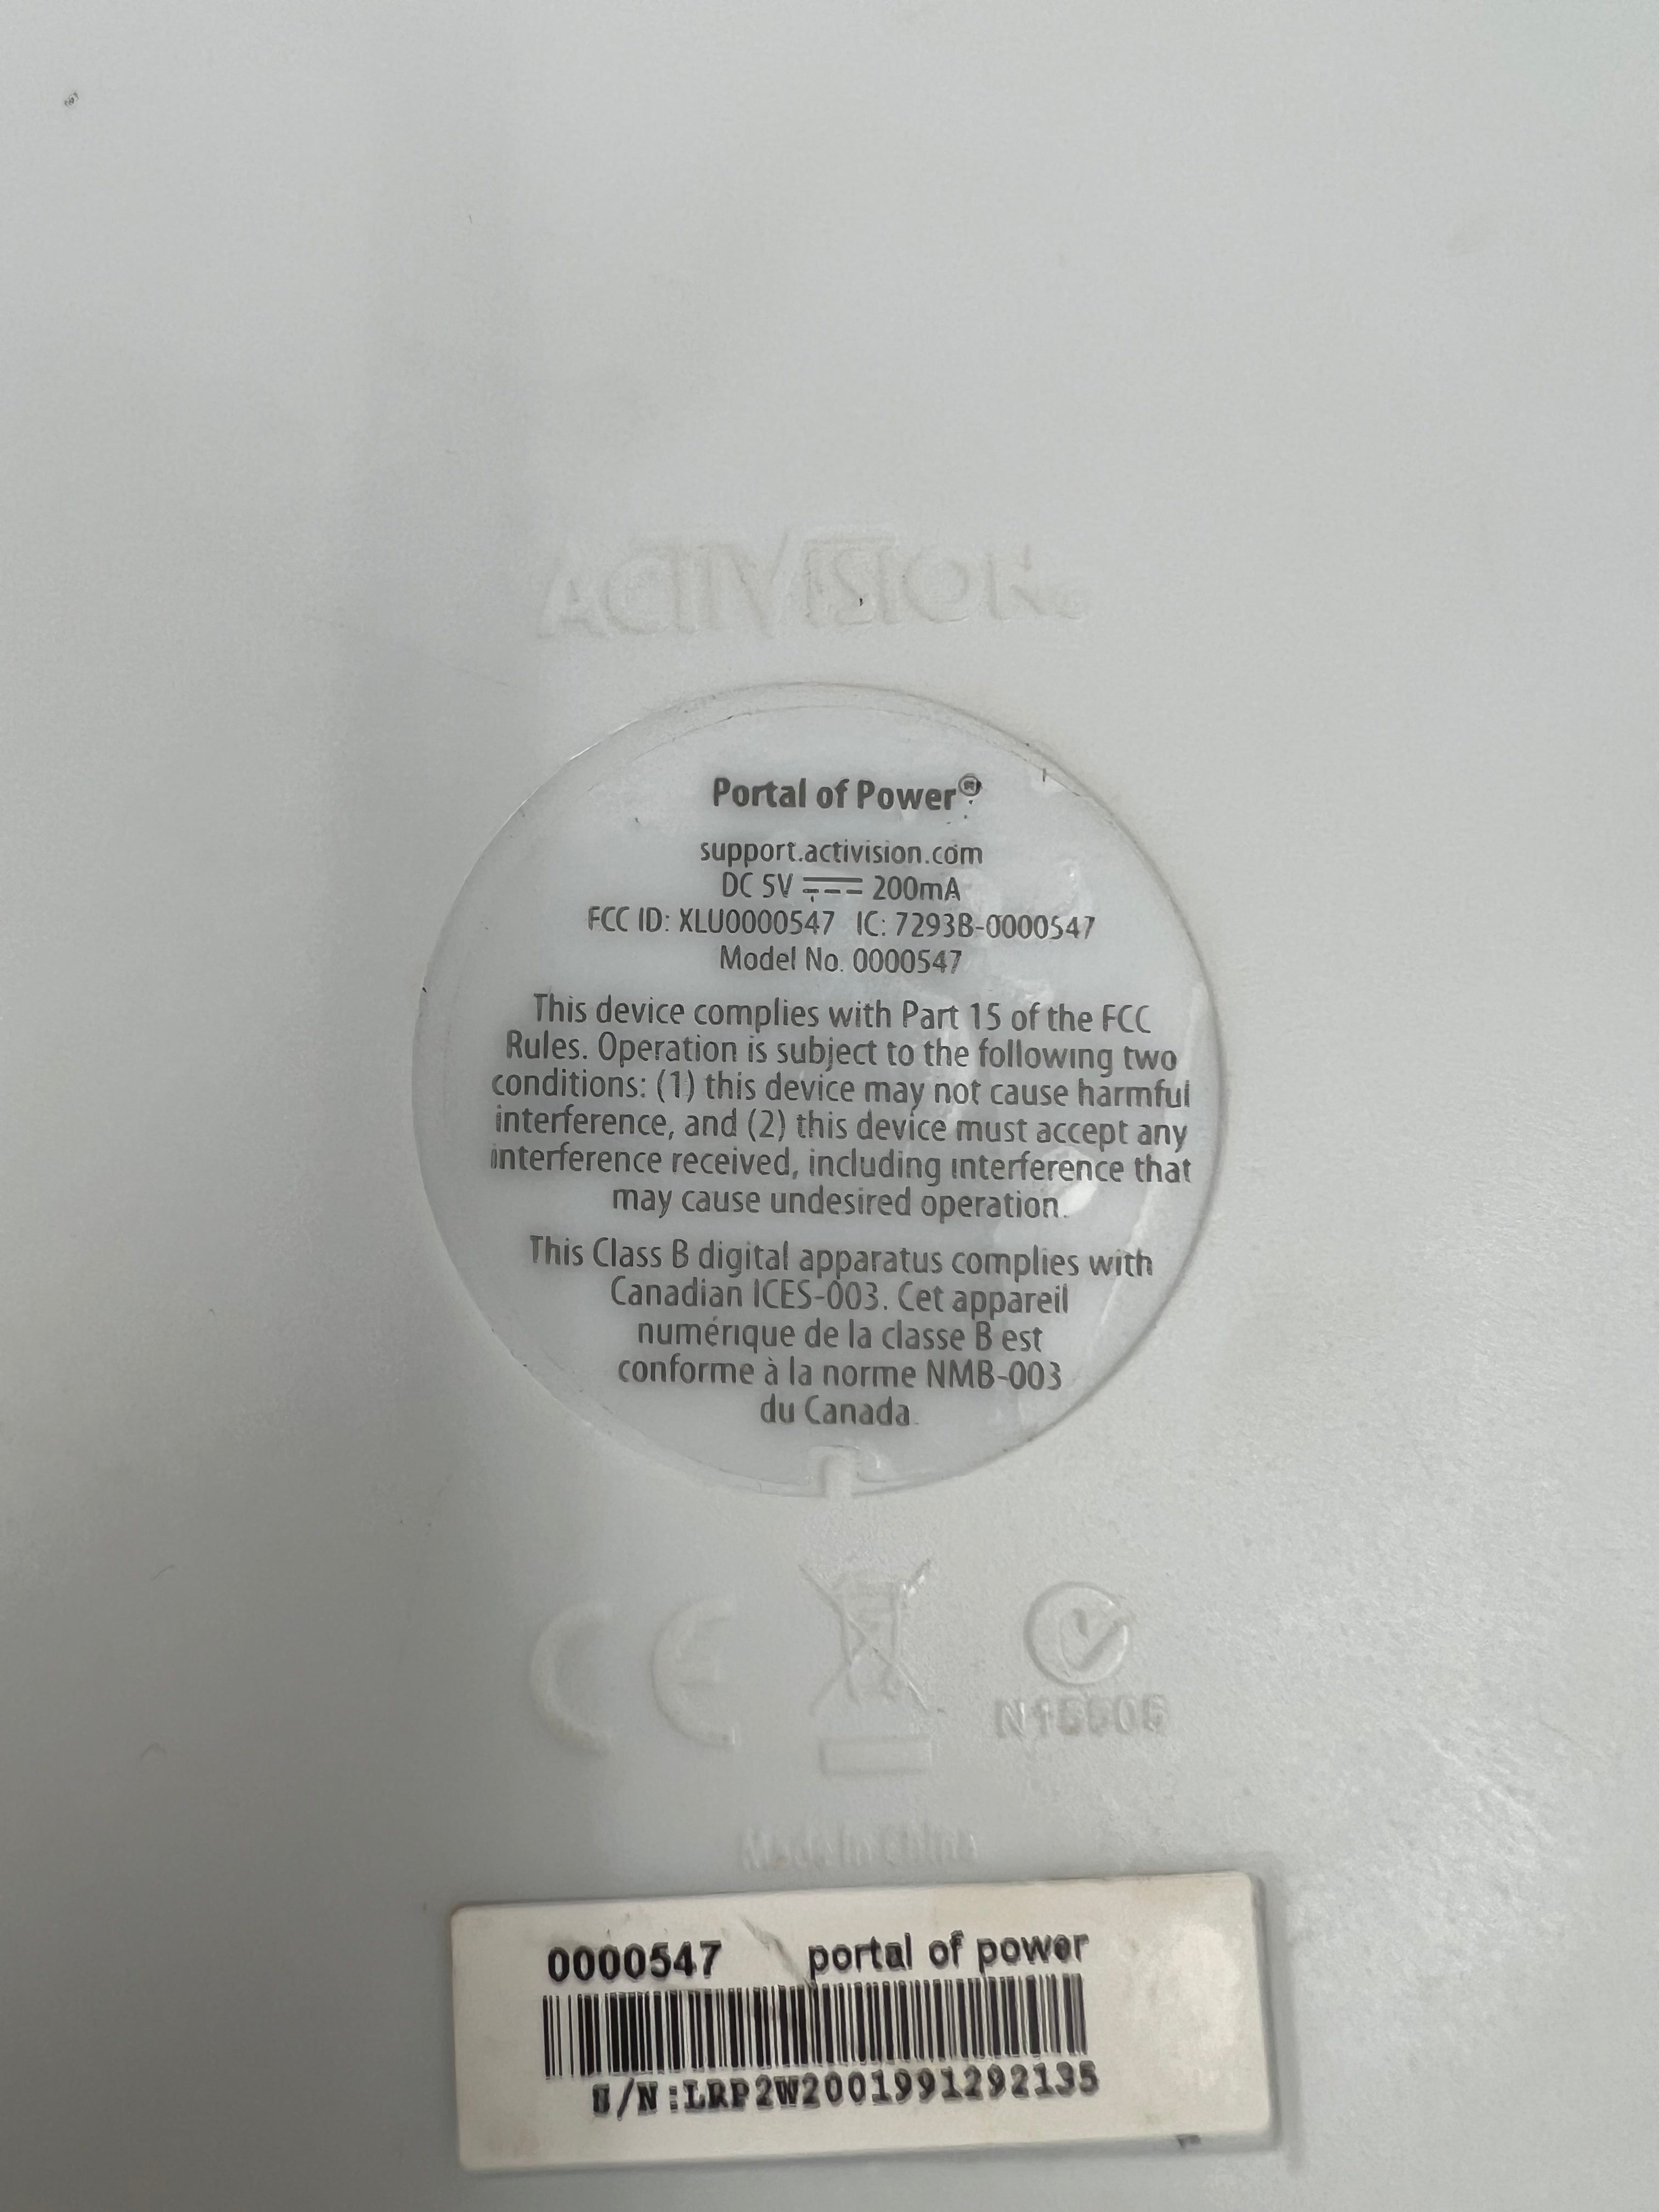 ACTIVISION
Portal of Power®
support.activision.com
DC 5V ⎓ 200mA
FCC ID: XLU0000547 IC: 7293B-0000547
Model No. 0000547
This device complies with Part 15 of the FCC
Rules. Operation is subject to the following two
conditions: (1) this device may not cause harmful
interference, and (2) this device must accept any
interference received, including interference that
may cause undesired operation.
This Class B digital apparatus complies with
Canadian ICES-003. Cet appareil
numérique de la classe B est
conforme à la norme NMB-003
du Canada.
CE
Made in China
0000547 portal of power
S/N:LRP2W2001991292135